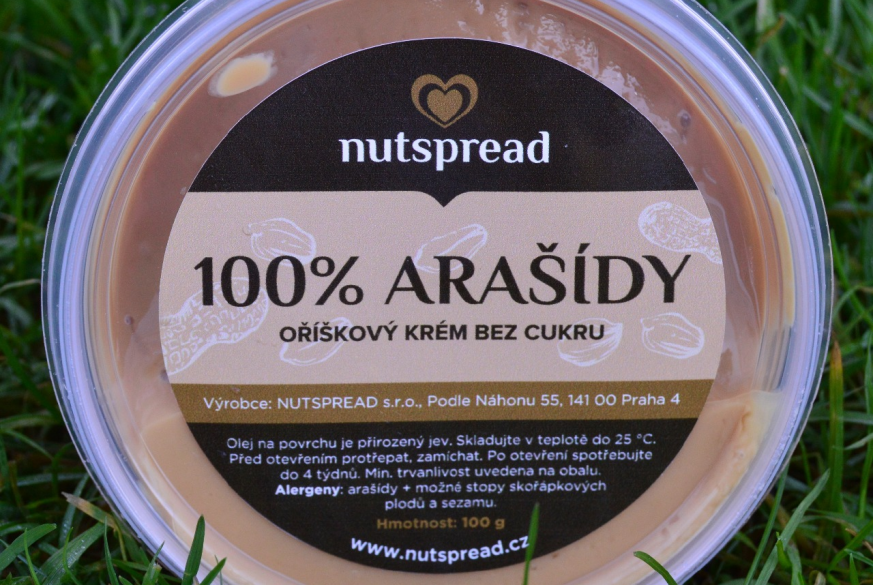 nutspread
100% ARAŠÍDY
OŘÍŠKOVÝ KRÉM BEZ CUKRU
Výrobce: NUTSPREAD s.r.o., Podle Náhonu 55, 141 00 Praha 4
Olej na povrchu je přirozený jev. Skladujte v teplotě do 25 °C.
Před otevřením protřepat, zamíchat. Po otevření spotřebujte
do 4 týdnů. Min. trvanlivost uvedena na obalu.
Alergeny: arašídy + možné stopy skořápkových
plodů a sezamu.
Hmotnost: 100 g
www.nutspread.cz